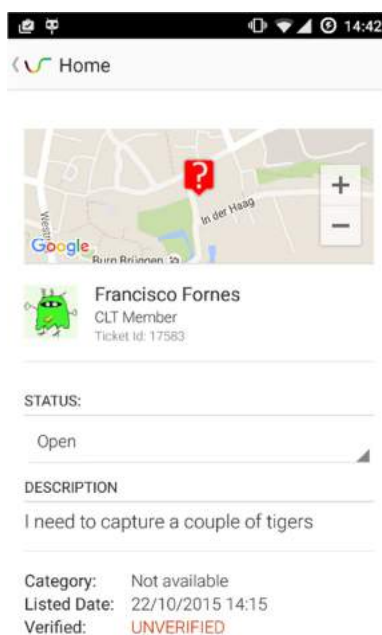 14:42
Home
In der Haag
Google
Burg Brüggen
Francisco Fornes
CLT Member
Ticket Id: 17583
STATUS:
Open
DESCRIPTION
I need to capture a couple of tigers
Category: Not available
Listed Date: 22/10/2015 14:15
Verified: UNVERIFIED